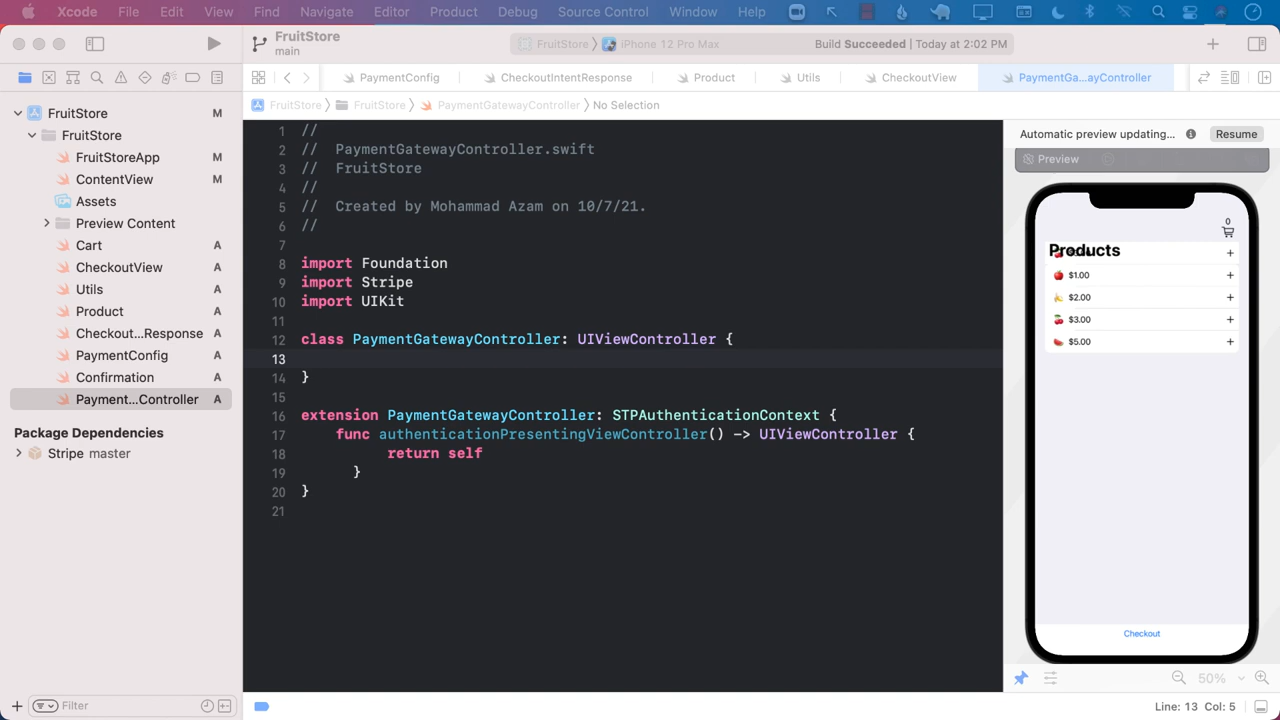 Xcode File Edit View Find Navigate Editor Product Debug Source Control Window Help
FruitStore
main
FruitStore iPhone 12 Pro Max
Build Succeeded | Today at 2:02 PM
PaymentConfig CheckoutIntentResponse Product Utils CheckoutView PaymentGa...ayController
FruitStore FruitStore PaymentGatewayController No Selection
FruitStore M
FruitStore
FruitStoreApp M
ContentView M
Assets
Preview Content
Cart A
CheckoutView A
Utils A
Product A
Checkout...Response A
PaymentConfig A
Confirmation A
Payment...Controller A
Package Dependencies
Stripe master
Filter
1 //
2 // PaymentGatewayController.swift
3 // FruitStore
4 //
5 // Created by Mohammad Azam on 10/7/21.
6 //
7
8 import Foundation
9 import Stripe
10 import UIKit
11
12 class PaymentGatewayController: UIViewController {
13
14 }
15
16 extension PaymentGatewayController: STPAuthenticationContext {
17 func authenticationPresentingViewController() -> UIViewController {
18 return self
19 }
20 }
21
Automatic preview updating... Resume
Preview
0
Products
$1.00
$2.00
$3.00
$5.00
Checkout
50%
Line: 13 Col: 5